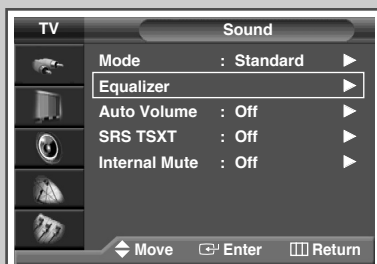 TV Sound
Mode : Standard
Equalizer
Auto Volume : Off
SRS TSXT : Off
Internal Mute : Off
Move Enter Return